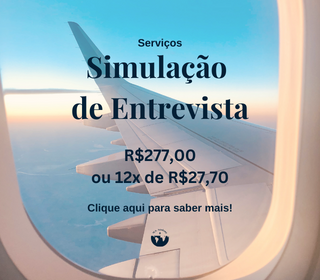 Serviços
Simulação
de Entrevista
R$277,00
ou 12x de R$27,70
Clique aqui para saber mais!